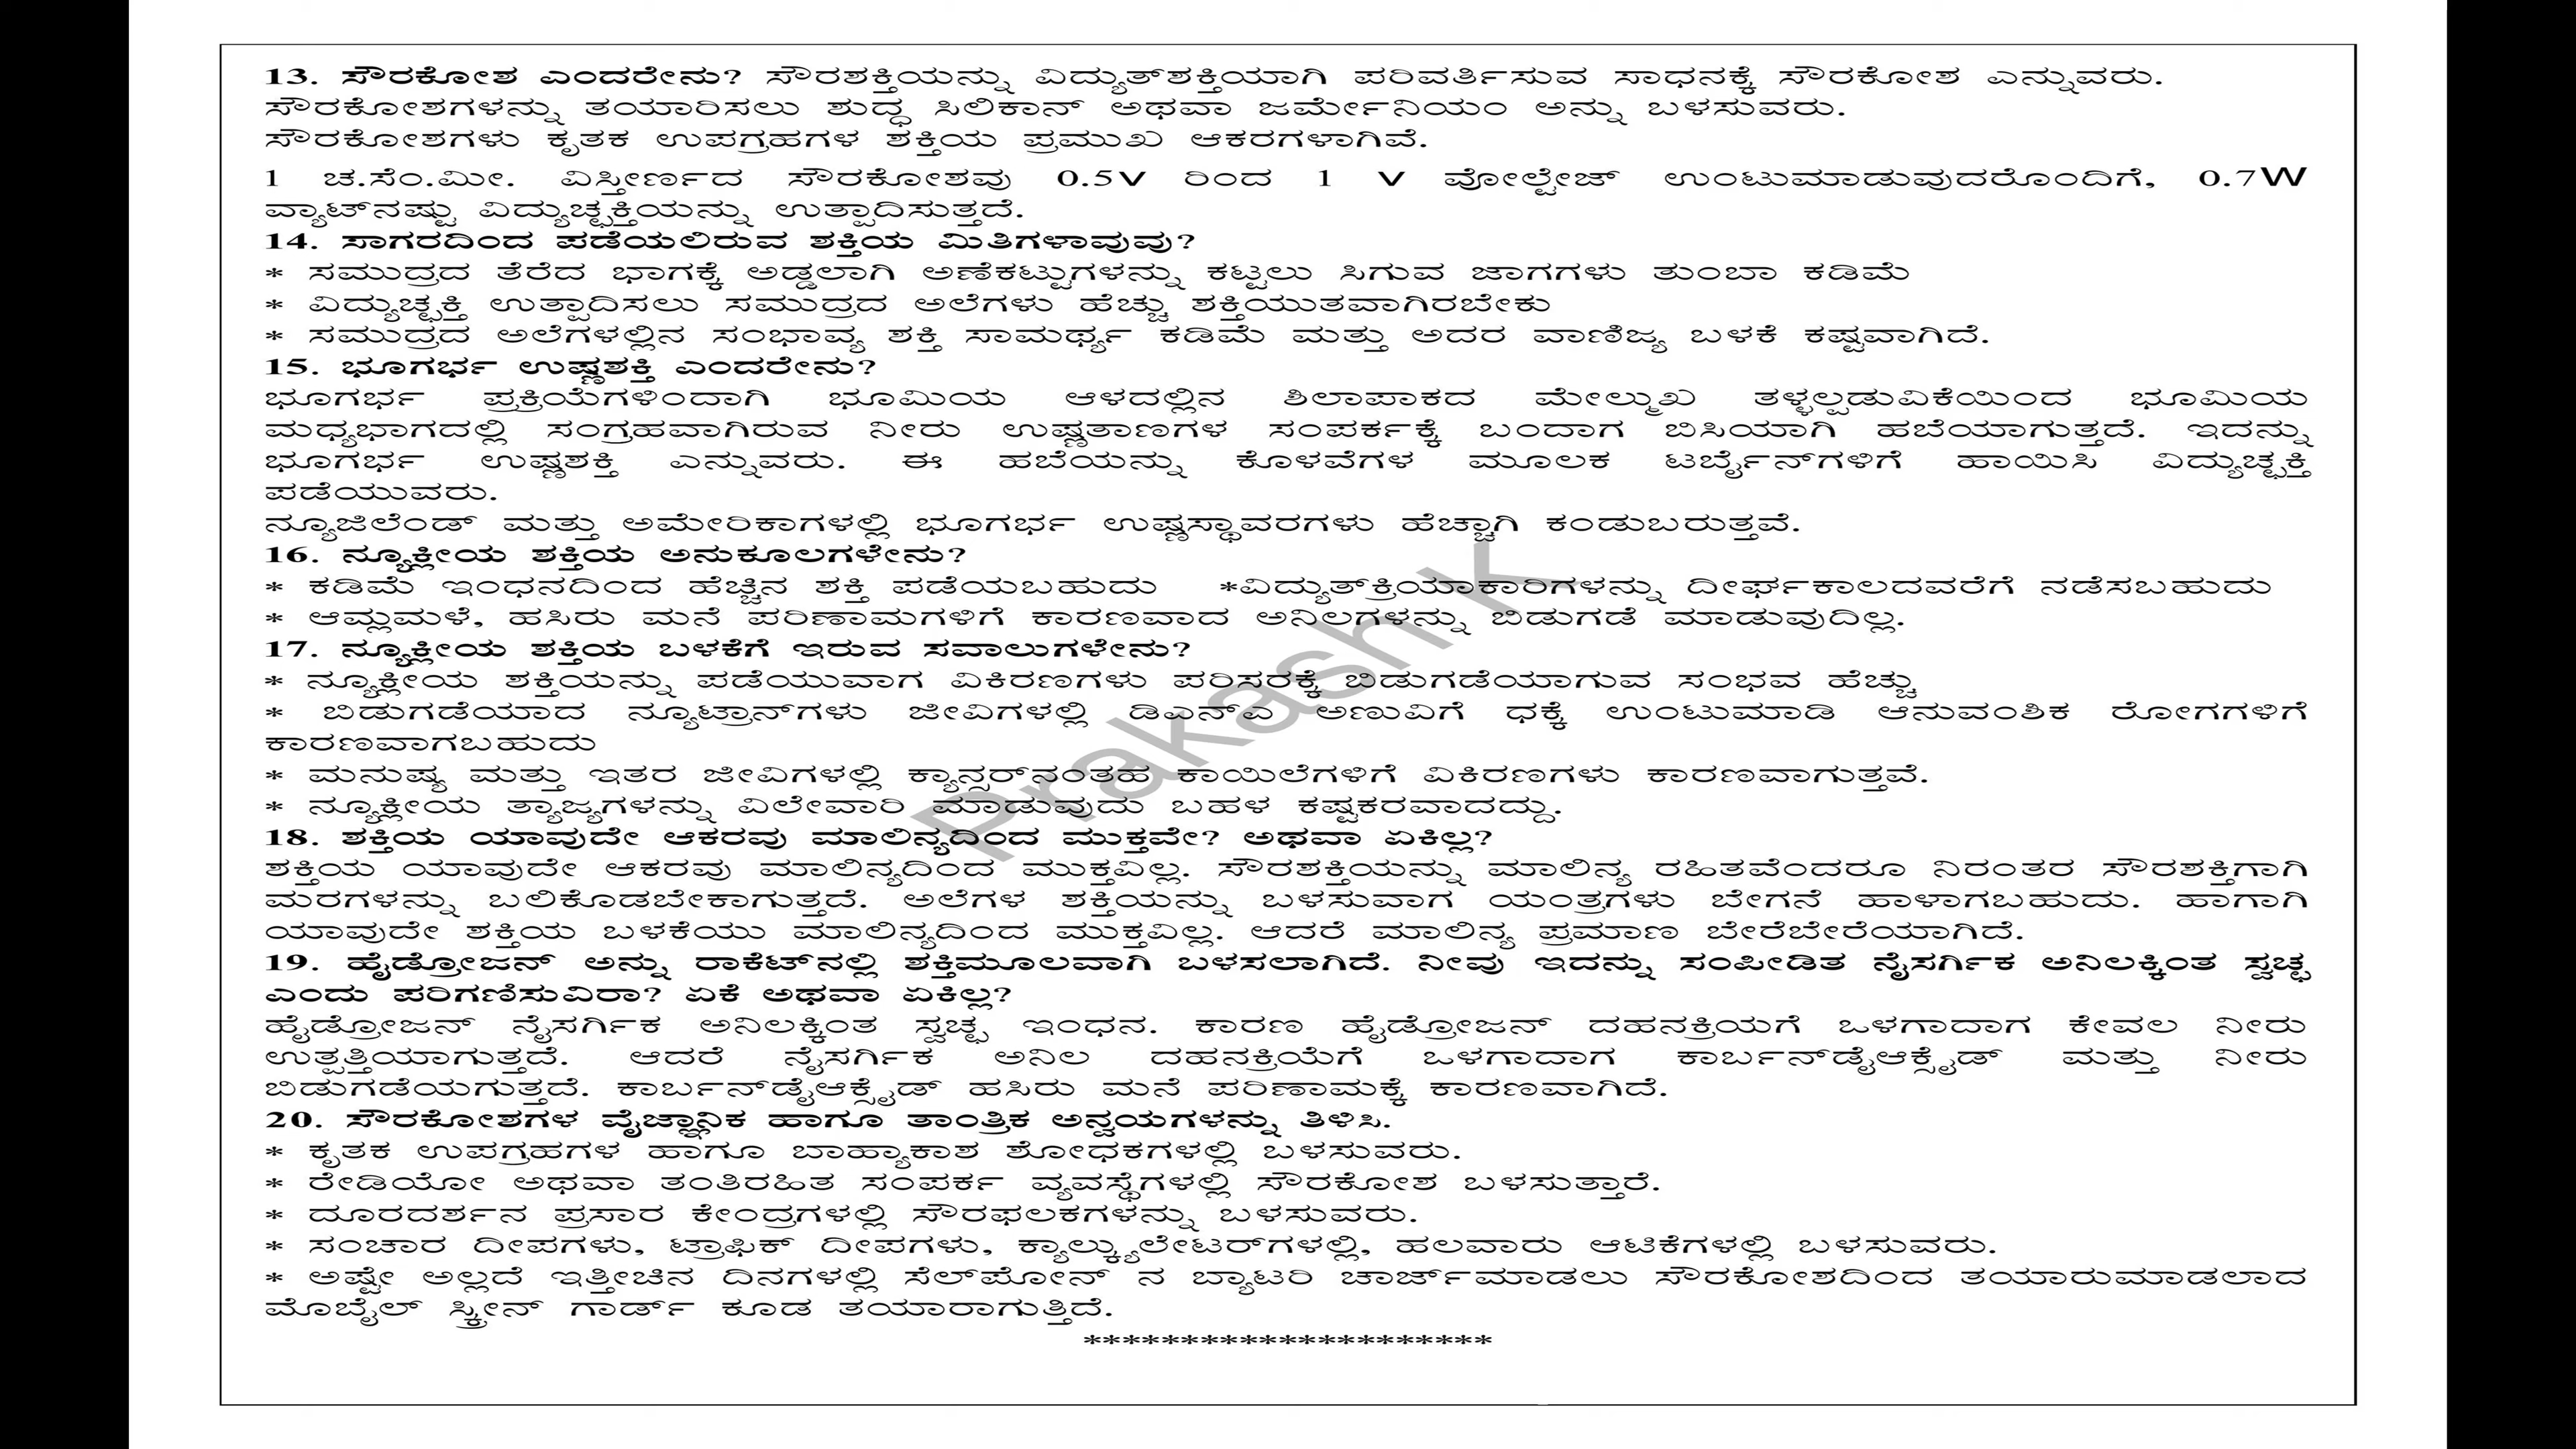 13. ಸೌರಕೋಶ ಎಂದರೇನು? ಸೌರಶಕ್ತಿಯನ್ನು ವಿದ್ಯುತ್‌ಶಕ್ತಿಯಾಗಿ ಪರಿವರ್ತಿಸುವ ಸಾಧನಕ್ಕೆ ಸೌರಕೋಶ ಎನ್ನುವರು.
ಸೌರಕೋಶಗಳನ್ನು ತಯಾರಿಸಲು ಶುದ್ಧ ಸಿಲಿಕಾನ್ ಅಥವಾ ಜರ್ಮೇನಿಯಂ ಅನ್ನು ಬಳಸುವರು.
ಸೌರಕೋಶಗಳು ಕೃತಕ ಉಪಗ್ರಹಗಳ ಶಕ್ತಿಯ ಪ್ರಮುಖ ಆಕರಗಳಾಗಿವೆ.
1 ಚ.ಸೆಂ.ಮೀ. ವಿಸ್ತೀರ್ಣದ ಸೌರಕೋಶವು 0.5V ರಿಂದ 1 v ವೋಲ್ಟೇಜ್ ಉಂಟುಮಾಡುವುದರೊಂದಿಗೆ, 0.7W
ವ್ಯಾಟ್‌ನಷ್ಟು ವಿದ್ಯುಚ್ಛಕ್ತಿಯನ್ನು ಉತ್ಪಾದಿಸುತ್ತದೆ.
14. ಸಾಗರದಿಂದ ಪಡೆಯಲಿರುವ ಶಕ್ತಿಯ ಮಿತಿಗಳಾವುವು?
* ಸಮುದ್ರದ ತೆರೆದ ಭಾಗಕ್ಕೆ ಅಡ್ಡಲಾಗಿ ಅಣೆಕಟ್ಟುಗಳನ್ನು ಕಟ್ಟಲು ಸಿಗುವ ಜಾಗಗಳು ತುಂಬಾ ಕಡಿಮೆ
* ವಿದ್ಯುಚ್ಛಕ್ತಿ ಉತ್ಪಾದಿಸಲು ಸಮುದ್ರದ ಅಲೆಗಳು ಹೆಚ್ಚು ಶಕ್ತಿಯುತವಾಗಿರಬೇಕು
* ಸಮುದ್ರದ ಅಲೆಗಳಲ್ಲಿನ ಸಂಭಾವ್ಯ ಶಕ್ತಿ ಸಾಮರ್ಥ್ಯ ಕಡಿಮೆ ಮತ್ತು ಅದರ ವಾಣಿಜ್ಯ ಬಳಕೆ ಕಷ್ಟವಾಗಿದೆ.
15. ಭೂಗರ್ಭ ಉಷ್ಣಶಕ್ತಿ ಎಂದರೇನು?
ಭೂಗರ್ಭ ಪ್ರಕ್ರಿಯೆಗಳಿಂದಾಗಿ ಭೂಮಿಯ ಆಳದಲ್ಲಿನ ಶಿಲಾಪಾಕದ ಮೇಲ್ಮುಖ ತಳ್ಳಲ್ಪಡುವಿಕೆಯಿಂದ ಭೂಮಿಯ
ಮಧ್ಯಭಾಗದಲ್ಲಿ ಸಂಗ್ರಹವಾಗಿರುವ ನೀರು ಉಷ್ಣತಾಣಗಳ ಸಂಪರ್ಕಕ್ಕೆ ಬಂದಾಗ ಬಿಸಿಯಾಗಿ ಹಬೆಯಾಗುತ್ತದೆ. ಇದನ್ನು
ಭೂಗರ್ಭ ಉಷ್ಣಶಕ್ತಿ ಎನ್ನುವರು. ಈ ಹಬೆಯನ್ನು ಕೊಳವೆಗಳ ಮೂಲಕ ಟರ್ಬೈನ್‌ಗಳಿಗೆ ಹಾಯಿಸಿ ವಿದ್ಯುಚ್ಛಕ್ತಿ
ಪಡೆಯುವರು.
ನ್ಯೂಜಿಲೆಂಡ್ ಮತ್ತು ಅಮೇರಿಕಾಗಳಲ್ಲಿ ಭೂಗರ್ಭ ಉಷ್ಣಸ್ಥಾವರಗಳು ಹೆಚ್ಚಾಗಿ ಕಂಡುಬರುತ್ತವೆ.
16. ನ್ಯೂಕ್ಲೀಯ ಶಕ್ತಿಯ ಅನುಕೂಲಗಳೇನು?
* ಕಡಿಮೆ ಇಂಧನದಿಂದ ಹೆಚ್ಚಿನ ಶಕ್ತಿ ಪಡೆಯಬಹುದು *ವಿದ್ಯುತ್‌ಕ್ರಿಯಾಕಾರಿಗಳನ್ನು ದೀರ್ಘಕಾಲದವರೆಗೆ ನಡೆಸಬಹುದು
* ಆಮ್ಲಮಳೆ, ಹಸಿರು ಮನೆ ಪರಿಣಾಮಗಳಿಗೆ ಕಾರಣವಾದ ಅನಿಲಗಳನ್ನು ಬಿಡುಗಡೆ ಮಾಡುವುದಿಲ್ಲ.
17. ನ್ಯೂಕ್ಲೀಯ ಶಕ್ತಿಯ ಬಳಕೆಗೆ ಇರುವ ಸವಾಲುಗಳೇನು?
* ನ್ಯೂಕ್ಲೀಯ ಶಕ್ತಿಯನ್ನು ಪಡೆಯುವಾಗ ವಿಕಿರಣಗಳು ಪರಿಸರಕ್ಕೆ ಬಿಡುಗಡೆಯಾಗುವ ಸಂಭವ ಹೆಚ್ಚು
* ಬಿಡುಗಡೆಯಾದ ನ್ಯೂಟ್ರಾನ್‌ಗಳು ಜೀವಿಗಳಲ್ಲಿ ಡಿಎನ್‌ಎ ಅಣುವಿಗೆ ಧಕ್ಕೆ ಉಂಟುಮಾಡಿ ಆನುವಂಶಿಕ ರೋಗಗಳಿಗೆ
ಕಾರಣವಾಗಬಹುದು
* ಮನುಷ್ಯ ಮತ್ತು ಇತರ ಜೀವಿಗಳಲ್ಲಿ ಕ್ಯಾನ್ಸರ್‌ನಂತಹ ಕಾಯಿಲೆಗಳಿಗೆ ವಿಕಿರಣಗಳು ಕಾರಣವಾಗುತ್ತವೆ.
* ನ್ಯೂಕ್ಲೀಯ ತ್ಯಾಜ್ಯಗಳನ್ನು ವಿಲೇವಾರಿ ಮಾಡುವುದು ಬಹಳ ಕಷ್ಟಕರವಾದದ್ದು.
18. ಶಕ್ತಿಯ ಯಾವುದೇ ಆಕರವು ಮಾಲಿನ್ಯದಿಂದ ಮುಕ್ತವೇ? ಅಥವಾ ಏಕಿಲ್ಲ?
ಶಕ್ತಿಯ ಯಾವುದೇ ಆಕರವು ಮಾಲಿನ್ಯದಿಂದ ಮುಕ್ತವಿಲ್ಲ. ಸೌರಶಕ್ತಿಯನ್ನು ಮಾಲಿನ್ಯ ರಹಿತವೆಂದರೂ ನಿರಂತರ ಸೌರಶಕ್ತಿಗಾಗಿ
ಮರಗಳನ್ನು ಬಲಿಕೊಡಬೇಕಾಗುತ್ತದೆ. ಅಲೆಗಳ ಶಕ್ತಿಯನ್ನು ಬಳಸುವಾಗ ಯಂತ್ರಗಳು ಬೇಗನೆ ಹಾಳಾಗಬಹುದು. ಹಾಗಾಗಿ
ಯಾವುದೇ ಶಕ್ತಿಯ ಬಳಕೆಯು ಮಾಲಿನ್ಯದಿಂದ ಮುಕ್ತವಿಲ್ಲ. ಆದರೆ ಮಾಲಿನ್ಯ ಪ್ರಮಾಣ ಬೇರೆಬೇರೆಯಾಗಿದೆ.
19. ಹೈಡ್ರೋಜನ್ ಅನ್ನು ರಾಕೆಟ್‌ನಲ್ಲಿ ಶಕ್ತಿಮೂಲವಾಗಿ ಬಳಸಲಾಗಿದೆ. ನೀವು ಇದನ್ನು ಸಂಪೀಡಿತ ನೈಸರ್ಗಿಕ ಅನಿಲಕ್ಕಿಂತ ಸ್ವಚ್ಛ
ಎಂದು ಪರಿಗಣಿಸುವಿರಾ? ಏಕೆ ಅಥವಾ ಏಕಿಲ್ಲ?
ಹೈಡ್ರೋಜನ್ ನೈಸರ್ಗಿಕ ಅನಿಲಕ್ಕಿಂತ ಸ್ವಚ್ಛ ಇಂಧನ. ಕಾರಣ ಹೈಡ್ರೋಜನ್ ದಹನಕ್ರಿಯಗೆ ಒಳಗಾದಾಗ ಕೇವಲ ನೀರು
ಉತ್ಪತ್ತಿಯಾಗುತ್ತದೆ. ಆದರೆ ನೈಸರ್ಗಿಕ ಅನಿಲ ದಹನಕ್ರಿಯೆಗೆ ಒಳಗಾದಾಗ ಕಾರ್ಬನ್‌ಡೈಆಕ್ಸೈಡ್ ಮತ್ತು ನೀರು
ಬಿಡುಗಡೆಯಗುತ್ತದೆ. ಕಾರ್ಬನ್‌ಡೈಆಕ್ಸೈಡ್ ಹಸಿರು ಮನೆ ಪರಿಣಾಮಕ್ಕೆ ಕಾರಣವಾಗಿದೆ.
20. ಸೌರಕೋಶಗಳ ವೈಜ್ಞಾನಿಕ ಹಾಗೂ ತಾಂತ್ರಿಕ ಅನ್ವಯಗಳನ್ನು ತಿಳಿಸಿ.
* ಕೃತಕ ಉಪಗ್ರಹಗಳ ಹಾಗೂ ಬಾಹ್ಯಾಕಾಶ ಶೋಧಕಗಳಲ್ಲಿ ಬಳಸುವರು.
* ರೇಡಿಯೋ ಅಥವಾ ತಂತಿರಹಿತ ಸಂಪರ್ಕ ವ್ಯವಸ್ಥೆಗಳಲ್ಲಿ ಸೌರಕೋಶ ಬಳಸುತ್ತಾರೆ.
* ದೂರದರ್ಶನ ಪ್ರಸಾರ ಕೇಂದ್ರಗಳಲ್ಲಿ ಸೌರಫಲಕಗಳನ್ನು ಬಳಸುವರು.
* ಸಂಚಾರ ದೀಪಗಳು, ಟ್ರಾಫಿಕ್ ದೀಪಗಳು, ಕ್ಯಾಲ್ಕ್ಯುಲೇಟರ್‌ಗಳಲ್ಲಿ, ಹಲವಾರು ಆಟಿಕೆಗಳಲ್ಲಿ ಬಳಸುವರು.
* ಅಷ್ಟೇ ಅಲ್ಲದೆ ಇತ್ತೀಚಿನ ದಿನಗಳಲ್ಲಿ ಸೆಲ್‌ಪೋನ್ ನ ಬ್ಯಾಟರಿ ಚಾರ್ಜ್‌ಮಾಡಲು ಸೌರಕೋಶದಿಂದ ತಯಾರುಮಾಡಲಾದ
ಮೊಬೈಲ್ ಸ್ಕ್ರೀನ್ ಗಾರ್ಡ್ ಕೂಡ ತಯಾರಾಗುತ್ತಿದೆ.
*********************
Prakash K